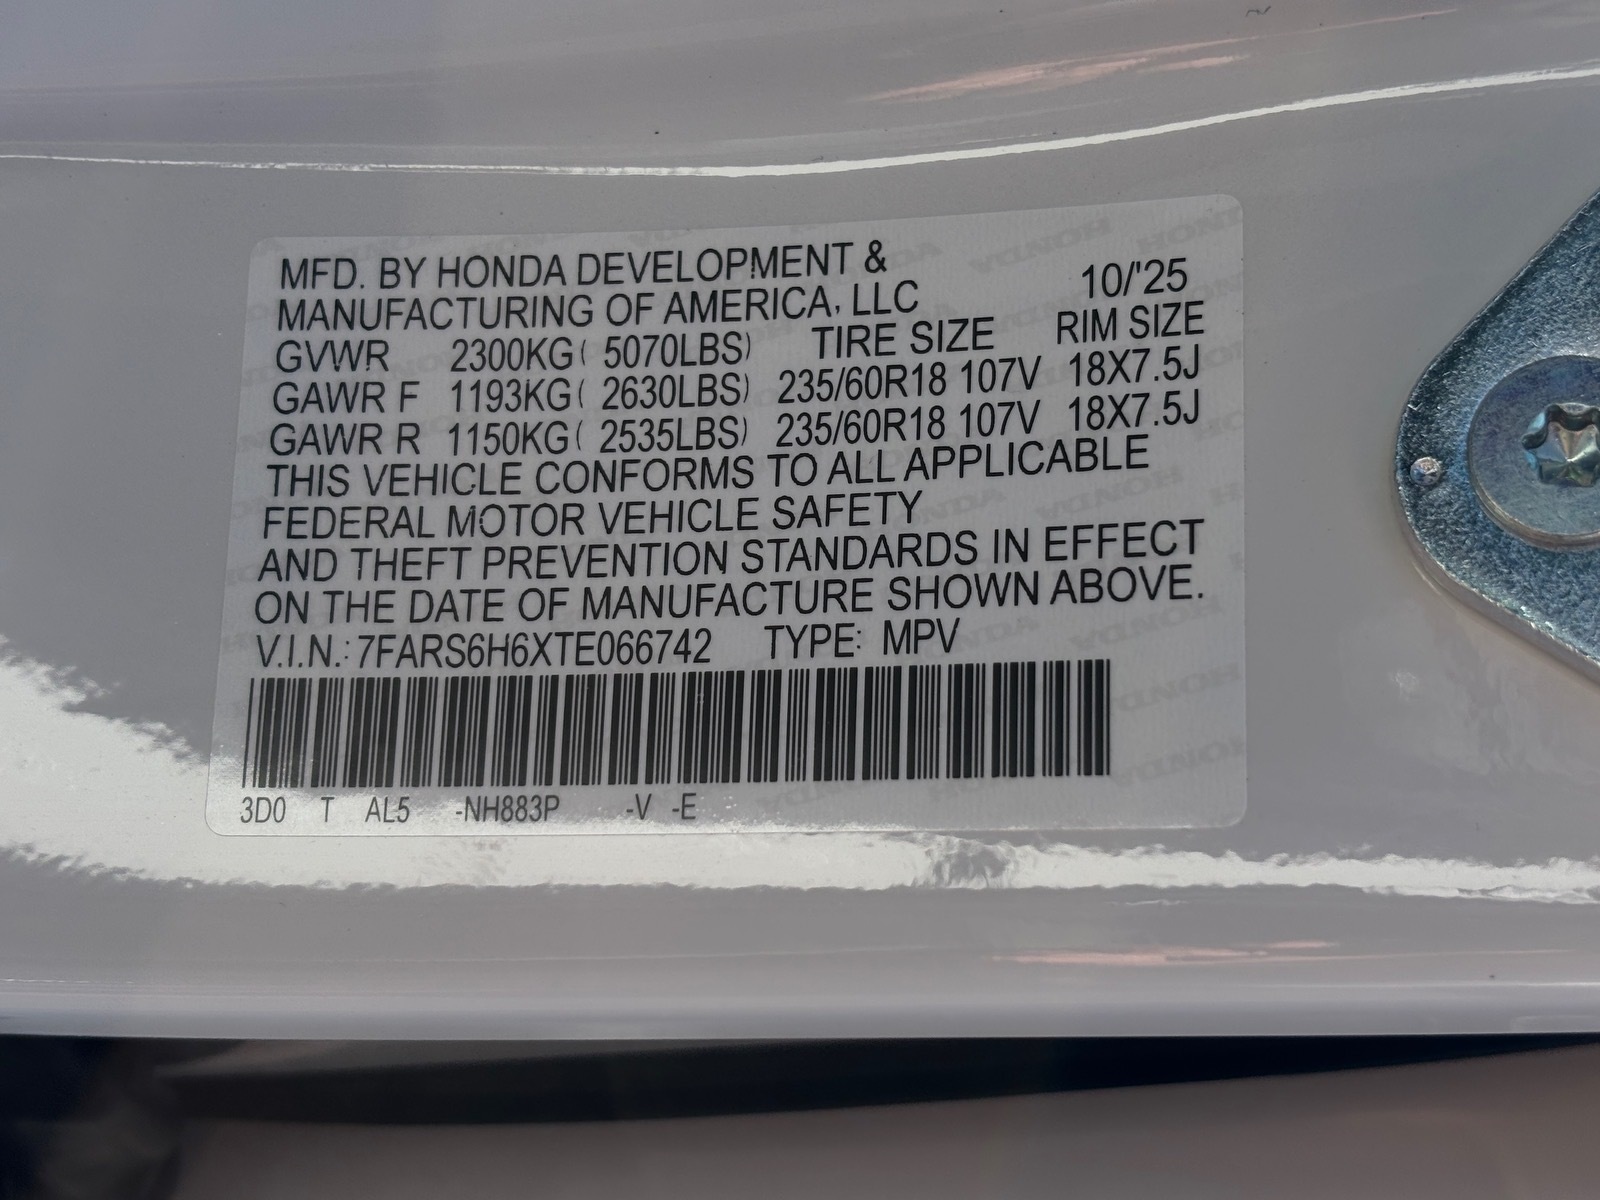 MFD. BY HONDA DEVELOPMENT &
MANUFACTURING OF AMERICA, LLC 10/'25
GVWR 2300KG( 5070LBS) TIRE SIZE RIM SIZE
GAWR F 1193KG( 2630LBS) 235/60R18 107V 18X7.5J
GAWR R 1150KG( 2535LBS) 235/60R18 107V 18X7.5J
THIS VEHICLE CONFORMS TO ALL APPLICABLE
FEDERAL MOTOR VEHICLE SAFETY
AND THEFT PREVENTION STANDARDS IN EFFECT
ON THE DATE OF MANUFACTURE SHOWN ABOVE.
V.I.N.: 7FARS6H6XTE066742 TYPE: MPV
3D0 T AL5 -NH883P -V -E